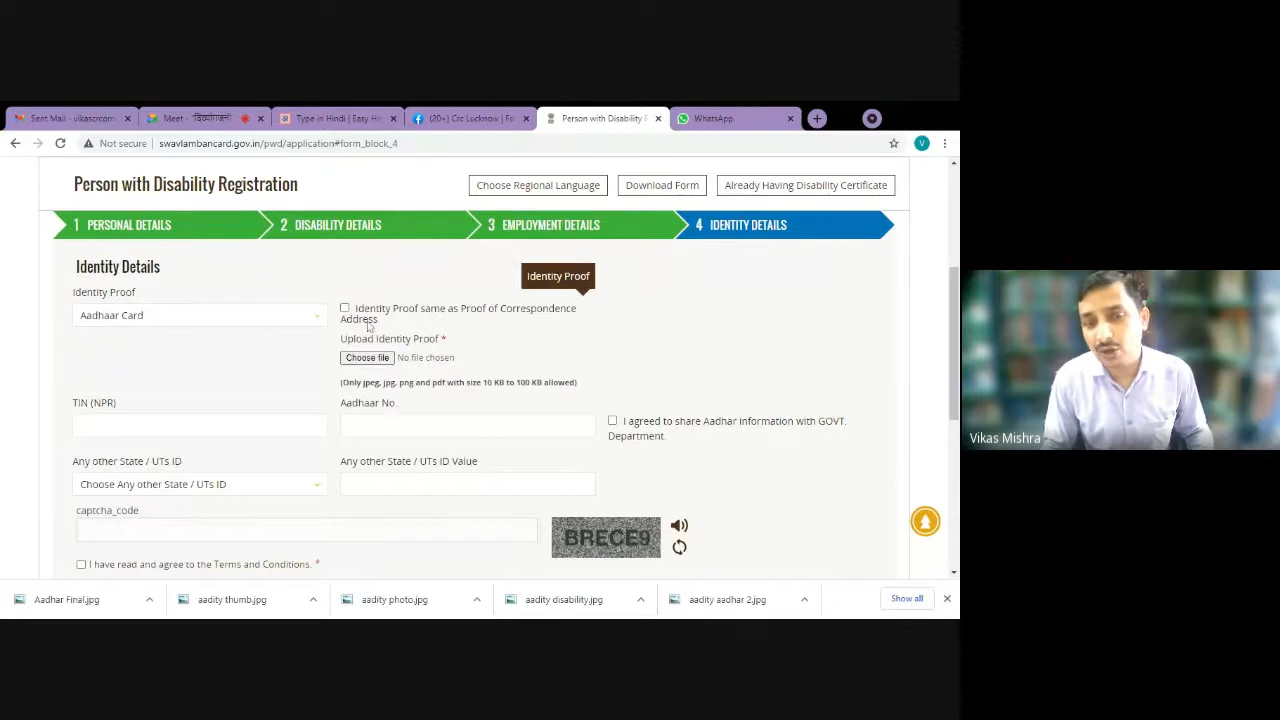 Sent Mail - vikascrcom
Meet - "दिव्यांगजनों
Type in Hindi | Easy Hi
(20+) Crc Lucknow | Fa
Person with Disability R
WhatsApp
Not secure
swavlambancard.gov.in/pwd/application#form_block_4
V
Person with Disability Registration
Choose Regional Language
Download Form
Already Having Disability Certificate
1 PERSONAL DETAILS
2 DISABILITY DETAILS
3 EMPLOYMENT DETAILS
4 IDENTITY DETAILS
Identity Details
Identity Proof
Identity Proof
Aadhaar Card
Identity Proof same as Proof of Correspondence
Address
Upload Identity Proof *
Choose file No file chosen
(Only jpeg, jpg, png and pdf with size 10 KB to 100 KB allowed)
TIN (NPR)
Aadhaar No
I agreed to share Aadhar information with GOVT.
Department.
Any other State / UTs ID
Any other State / UTs ID Value
Choose Any other State / UTs ID
captcha_code
BRECE9
I have read and agree to the Terms and Conditions. *
Aadhar Final.jpg
aadity thumb.jpg
aadity photo.jpg
aadity disability.jpg
aadity aadhar 2.jpg
Show all
Vikas Mishra